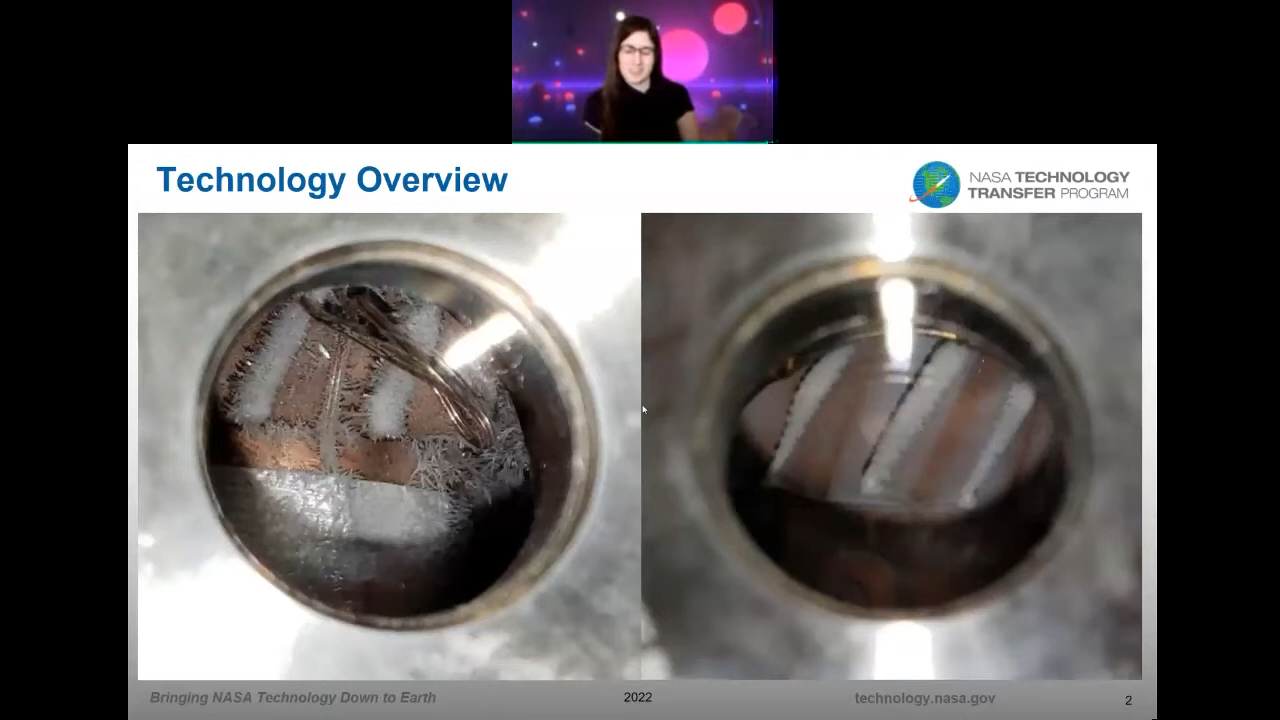 Technology Overview
NASA TECHNOLOGY
TRANSFER PROGRAM
Bringing NASA Technology Down to Earth
2022
technology.nasa.gov
2